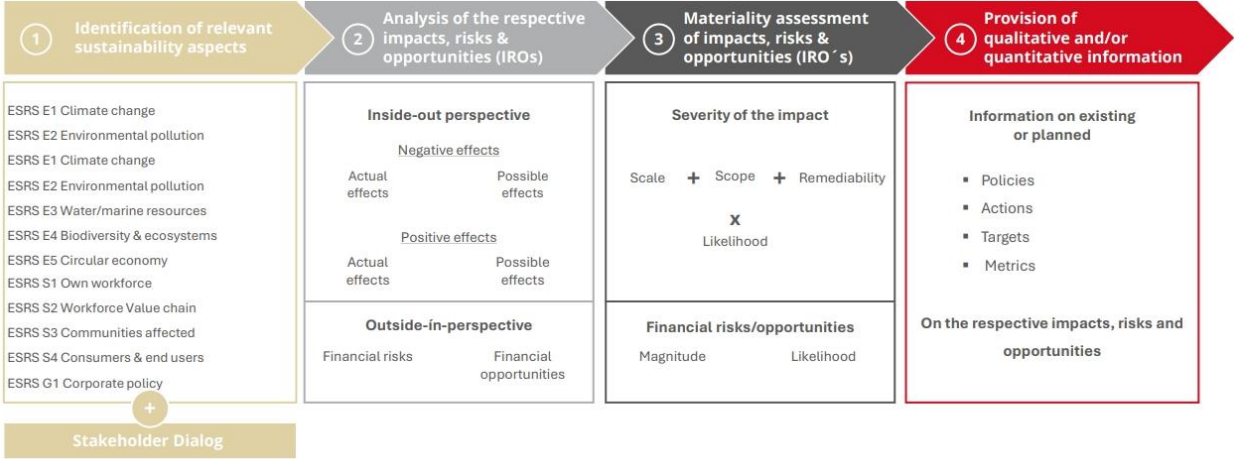 1
Identification of relevant
sustainability aspects
2
Analysis of the respective
impacts, risks &
opportunities (IROs)
3
Materiality assessment
of impacts, risks &
opportunities (IRO´s)
4
Provision of
qualitative and/or
quantitative information
ESRS E1 Climate change
ESRS E2 Environmental pollution
ESRS E1 Climate change
ESRS E2 Environmental pollution
ESRS E3 Water/marine resources
ESRS E4 Biodiversity & ecosystems
ESRS E5 Circular economy
ESRS S1 Own workforce
ESRS S2 Workforce Value chain
ESRS S3 Communities affected
ESRS S4 Consumers & end users
ESRS G1 Corporate policy
+
Stakeholder Dialog
Inside-out perspective
Negative effects
Actual effects
Possible effects
Positive effects
Actual effects
Possible effects
Outside-ín-perspective
Financial risks
Financial opportunities
Severity of the impact
Scale + Scope + Remediability
x
Likelihood
Financial risks/opportunities
Magnitude Likelihood
Information on existing
or planned
▪ Policies
▪ Actions
▪ Targets
▪ Metrics
On the respective impacts, risks and
opportunities